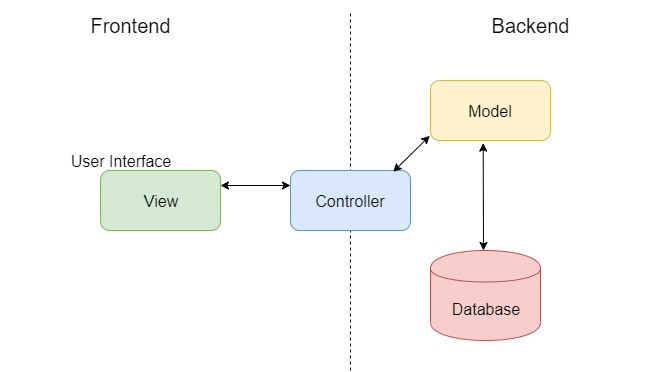 Frontend
Backend
Model
User Interface
View
Controller
Database